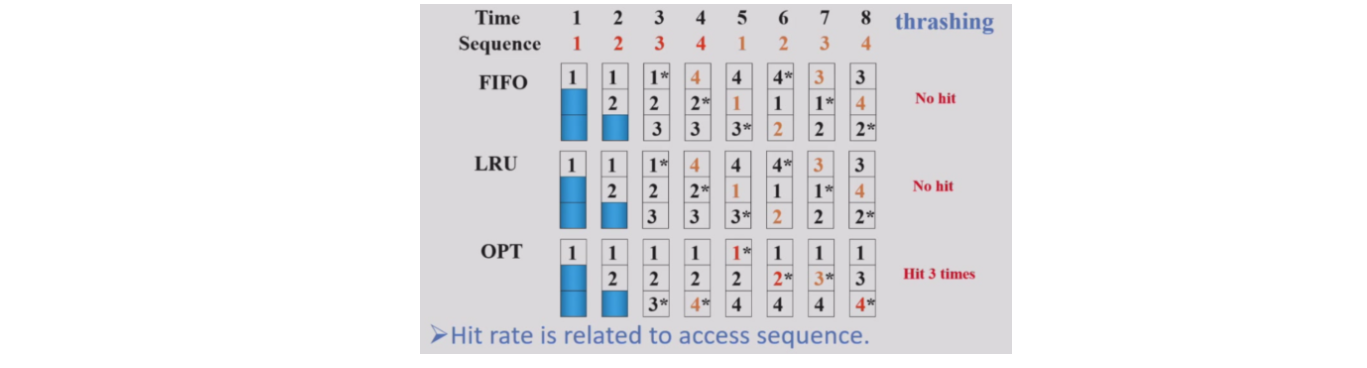 Time 1 2 3 4 5 6 7 8 thrashing
Sequence 1 2 3 4 1 2 3 4
FIFO 1 1 1* 4 4 4* 3 3
2 2 2* 1 1 1* 4 No hit
3 3 3* 2 2 2*
LRU 1 1 1* 4 4 4* 3 3
2 2 2* 1 1 1* 4 No hit
3 3 3* 2 2 2*
OPT 1 1 1 1 1* 1 1 1
2 2 2 2 2* 3* 3 Hit 3 times
3* 4* 4 4 4 4*
➢Hit rate is related to access sequence.